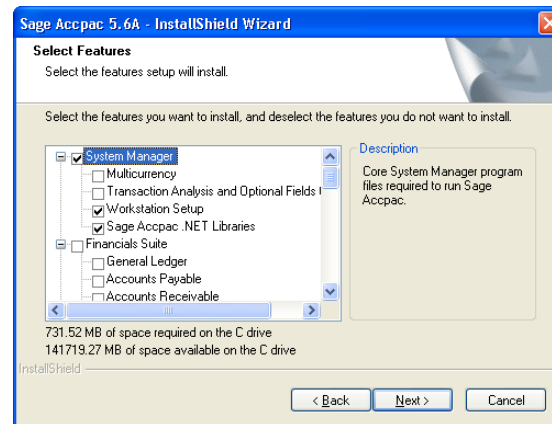 Sage Accpac 5.6A - InstallShield Wizard
Select Features
Select the features setup will install.
Select the features you want to install, and deselect the features you do not want to install.
System Manager
Multicurrency
Transaction Analysis and Optional Fields
Workstation Setup
Sage Accpac .NET Libraries
Financials Suite
General Ledger
Accounts Payable
Accounts Receivable
Description
Core System Manager program
files required to run Sage
Accpac.
731.52 MB of space required on the C drive
141719.27 MB of space available on the C drive
InstallShield
< Back
Next >
Cancel